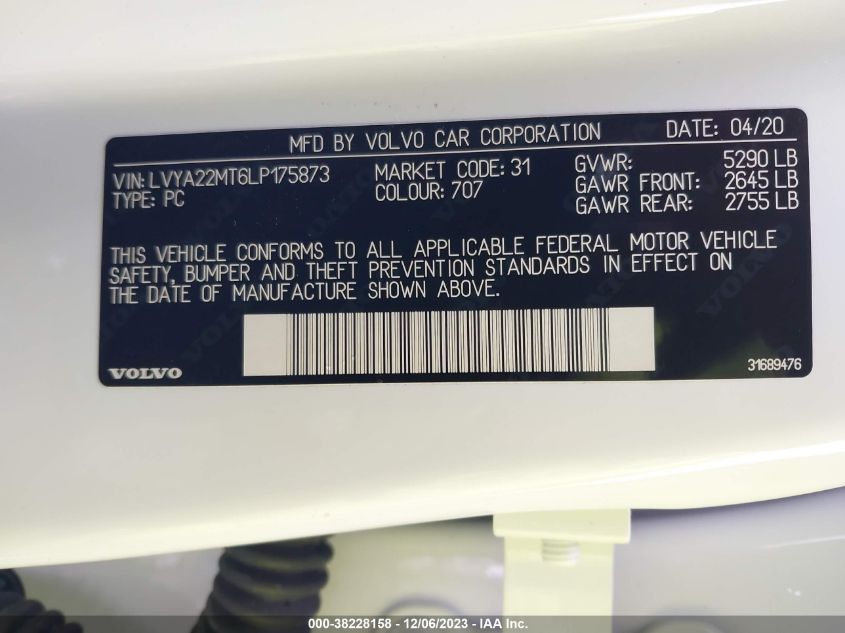 MFD BY VOLVO CAR CORPORATION DATE: 04/20
VIN: LVYA22MT6LP175873 MARKET CODE: 31 GVWR: 5290 LB
TYPE: PC COLOUR: 707 GAWR FRONT: 2645 LB
GAWR REAR: 2755 LB
THIS VEHICLE CONFORMS TO ALL APPLICABLE FEDERAL MOTOR VEHICLE
SAFETY, BUMPER AND THEFT PREVENTION STANDARDS IN EFFECT ON
THE DATE OF MANUFACTURE SHOWN ABOVE.
VOLVO 31689476
000-38228158 - 12/06/2023 - IAA Inc.